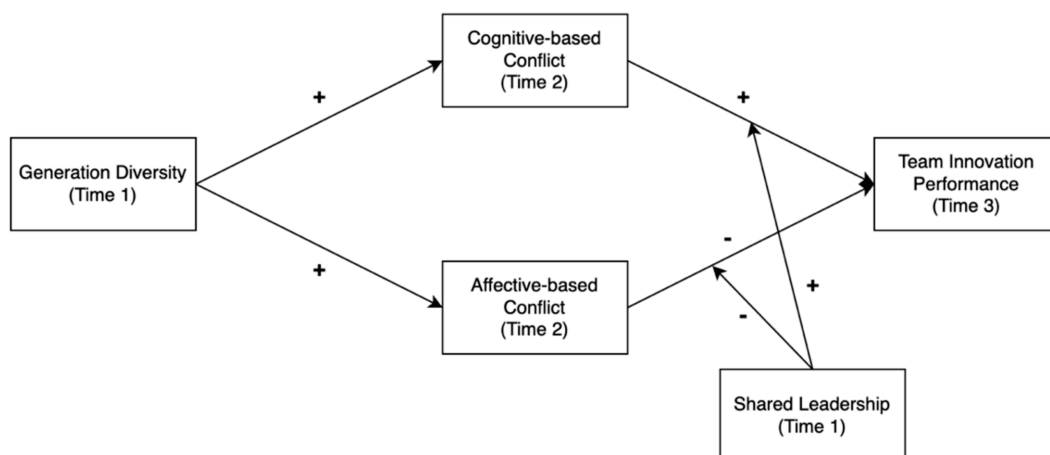 Cognitive-based
Conflict
(Time 2)
+
+
Generation Diversity
(Time 1)
Team Innovation
Performance
(Time 3)
+
-
Affective-based
Conflict
(Time 2)
+
-
Shared Leadership
(Time 1)